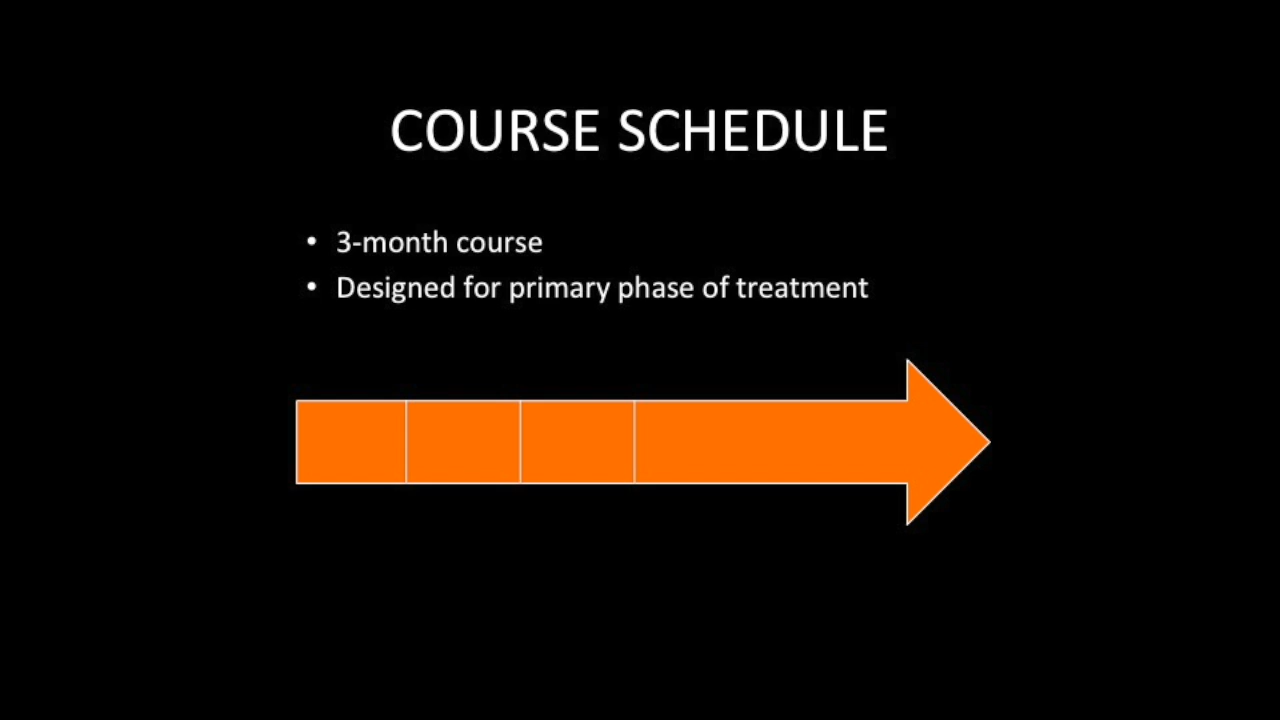 COURSE SCHEDULE
• 3-month course
• Designed for primary phase of treatment